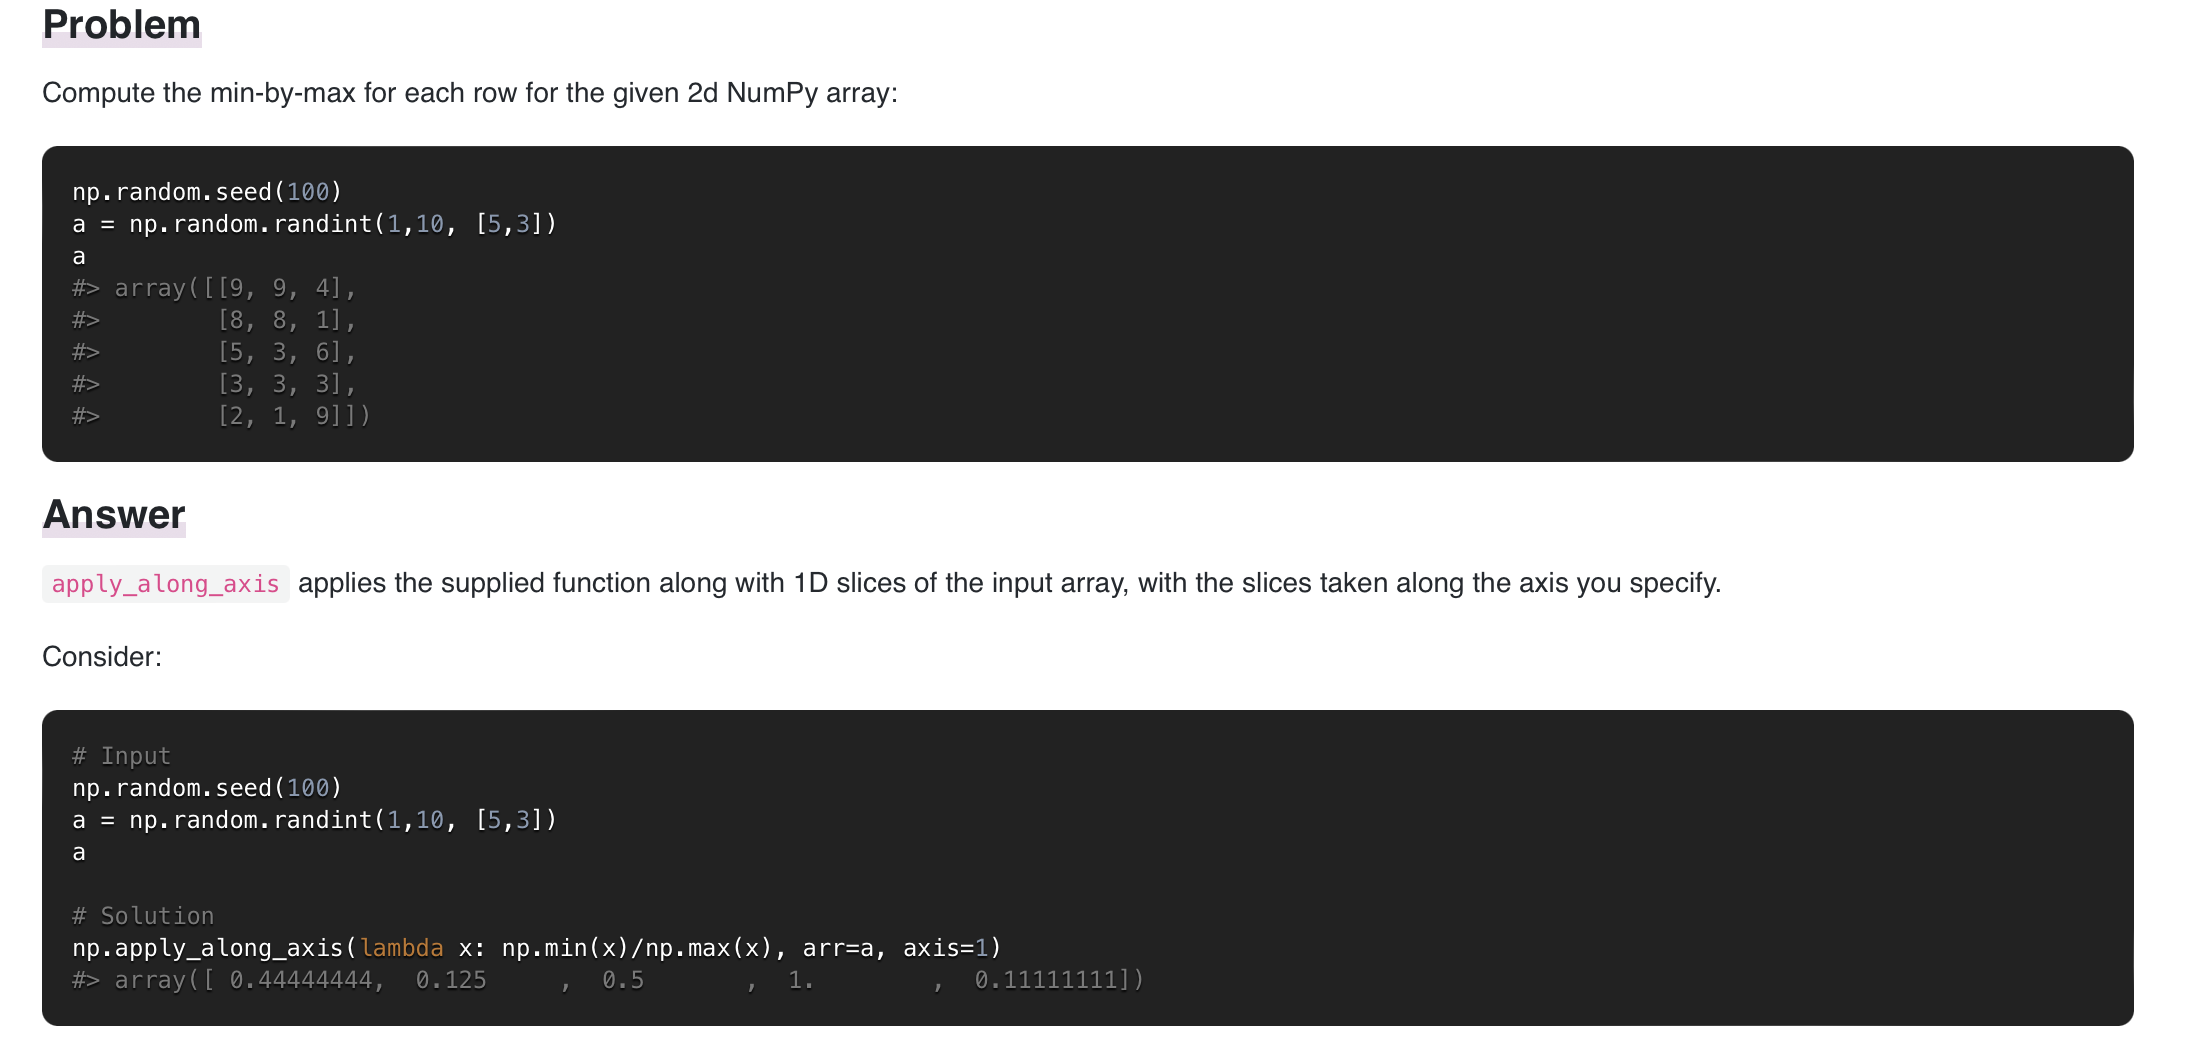 Problem
Compute the min-by-max for each row for the given 2d NumPy array:
np.random.seed(100)
a = np.random.randint(1,10, [5,3])
a
#> array([[9, 9, 4],
#>        [8, 8, 1],
#>        [5, 3, 6],
#>        [3, 3, 3],
#>        [2, 1, 9]])
Answer
apply_along_axis applies the supplied function along with 1D slices of the input array, with the slices taken along the axis you specify.
Consider:
# Input
np.random.seed(100)
a = np.random.randint(1,10, [5,3])
a
# Solution
np.apply_along_axis(lambda x: np.min(x)/np.max(x), arr=a, axis=1)
#> array([ 0.44444444,  0.125     ,  0.5       ,  1.        ,  0.11111111])